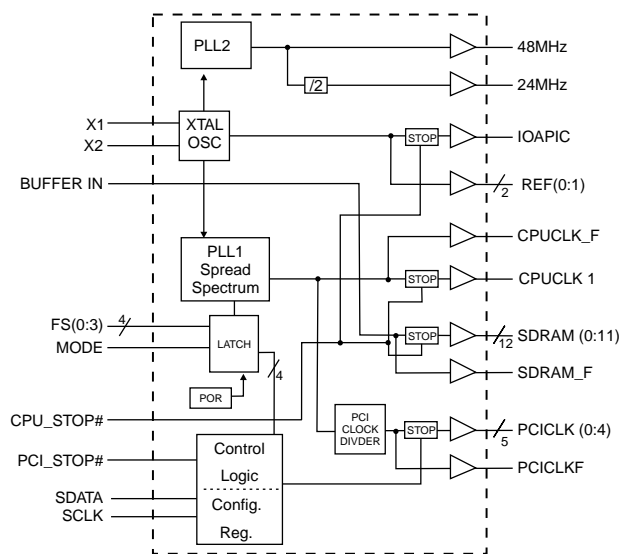 PLL2
48MHz
/2
24MHz
X1
X2
XTAL
OSC
STOP
IOAPIC
BUFFER IN
2
REF(0:1)
CPUCLK_F
PLL1
Spread
Spectrum
STOP
CPUCLK 1
FS(0:3)
4
MODE
LATCH
STOP
12
SDRAM (0:11)
4
SDRAM_F
POR
CPU_STOP#
PCI
CLOCK
DIVDER
STOP
5
PCICLK (0:4)
PCI_STOP#
Control
Logic
PCICLKF
SDATA
SCLK
Config.
Reg.